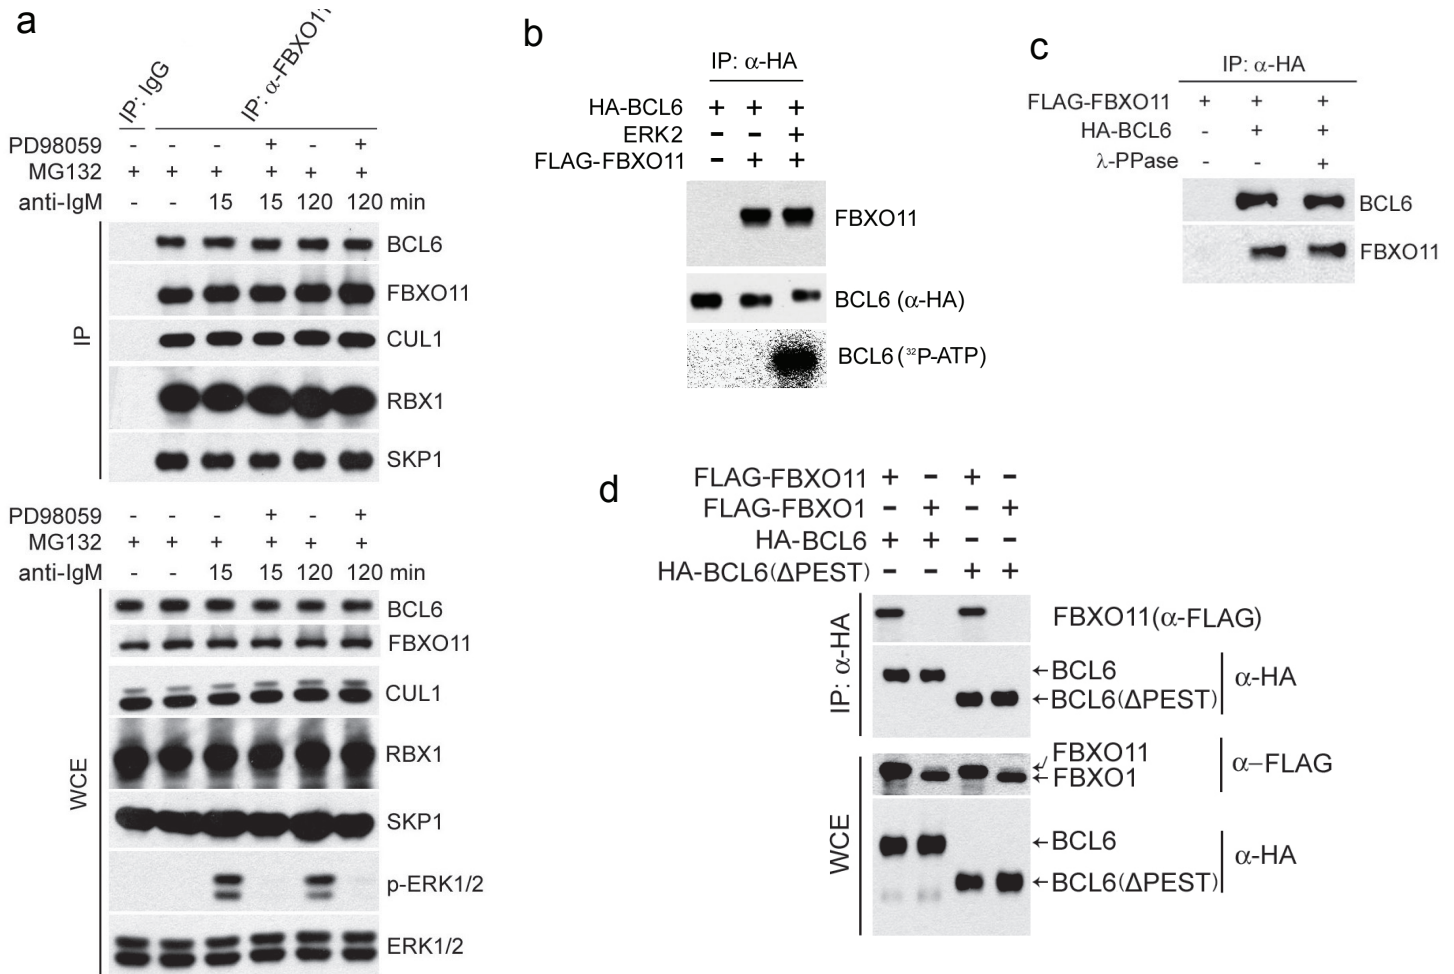 a
IP: IgG
IP: α-FBXO11
PD98059 - - - + - +
MG132 + + + + + +
anti-IgM - - 15 15 120 120 min
IP
BCL6
FBXO11
CUL1
RBX1
SKP1
PD98059 - - - + - +
MG132 + + + + + +
anti-IgM - - 15 15 120 120 min
WCE
BCL6
FBXO11
CUL1
RBX1
SKP1
p-ERK1/2
ERK1/2
b
IP: α-HA
HA-BCL6 + + +
ERK2 - - +
FLAG-FBXO11 - + +
FBXO11
BCL6 (α-HA)
BCL6 (³²P-ATP)
c
IP: α-HA
FLAG-FBXO11 + + +
HA-BCL6 - + +
λ-PPase - - +
BCL6
FBXO11
d
FLAG-FBXO11 + - + -
FLAG-FBXO1 - + - +
HA-BCL6 + + - -
HA-BCL6(ΔPEST) - - + +
IP: α-HA
FBXO11(α-FLAG)
←BCL6
←BCL6(ΔPEST)
α-HA
WCE
FBXO11
←FBXO1
α-FLAG
←BCL6
←BCL6(ΔPEST)
α-HA